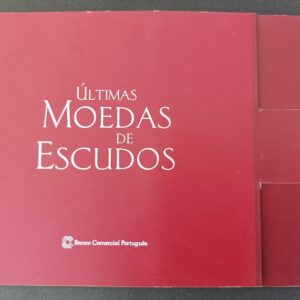 ÚLTIMAS
MOEDAS
DE
ESCUDOS
Banco Comercial Português